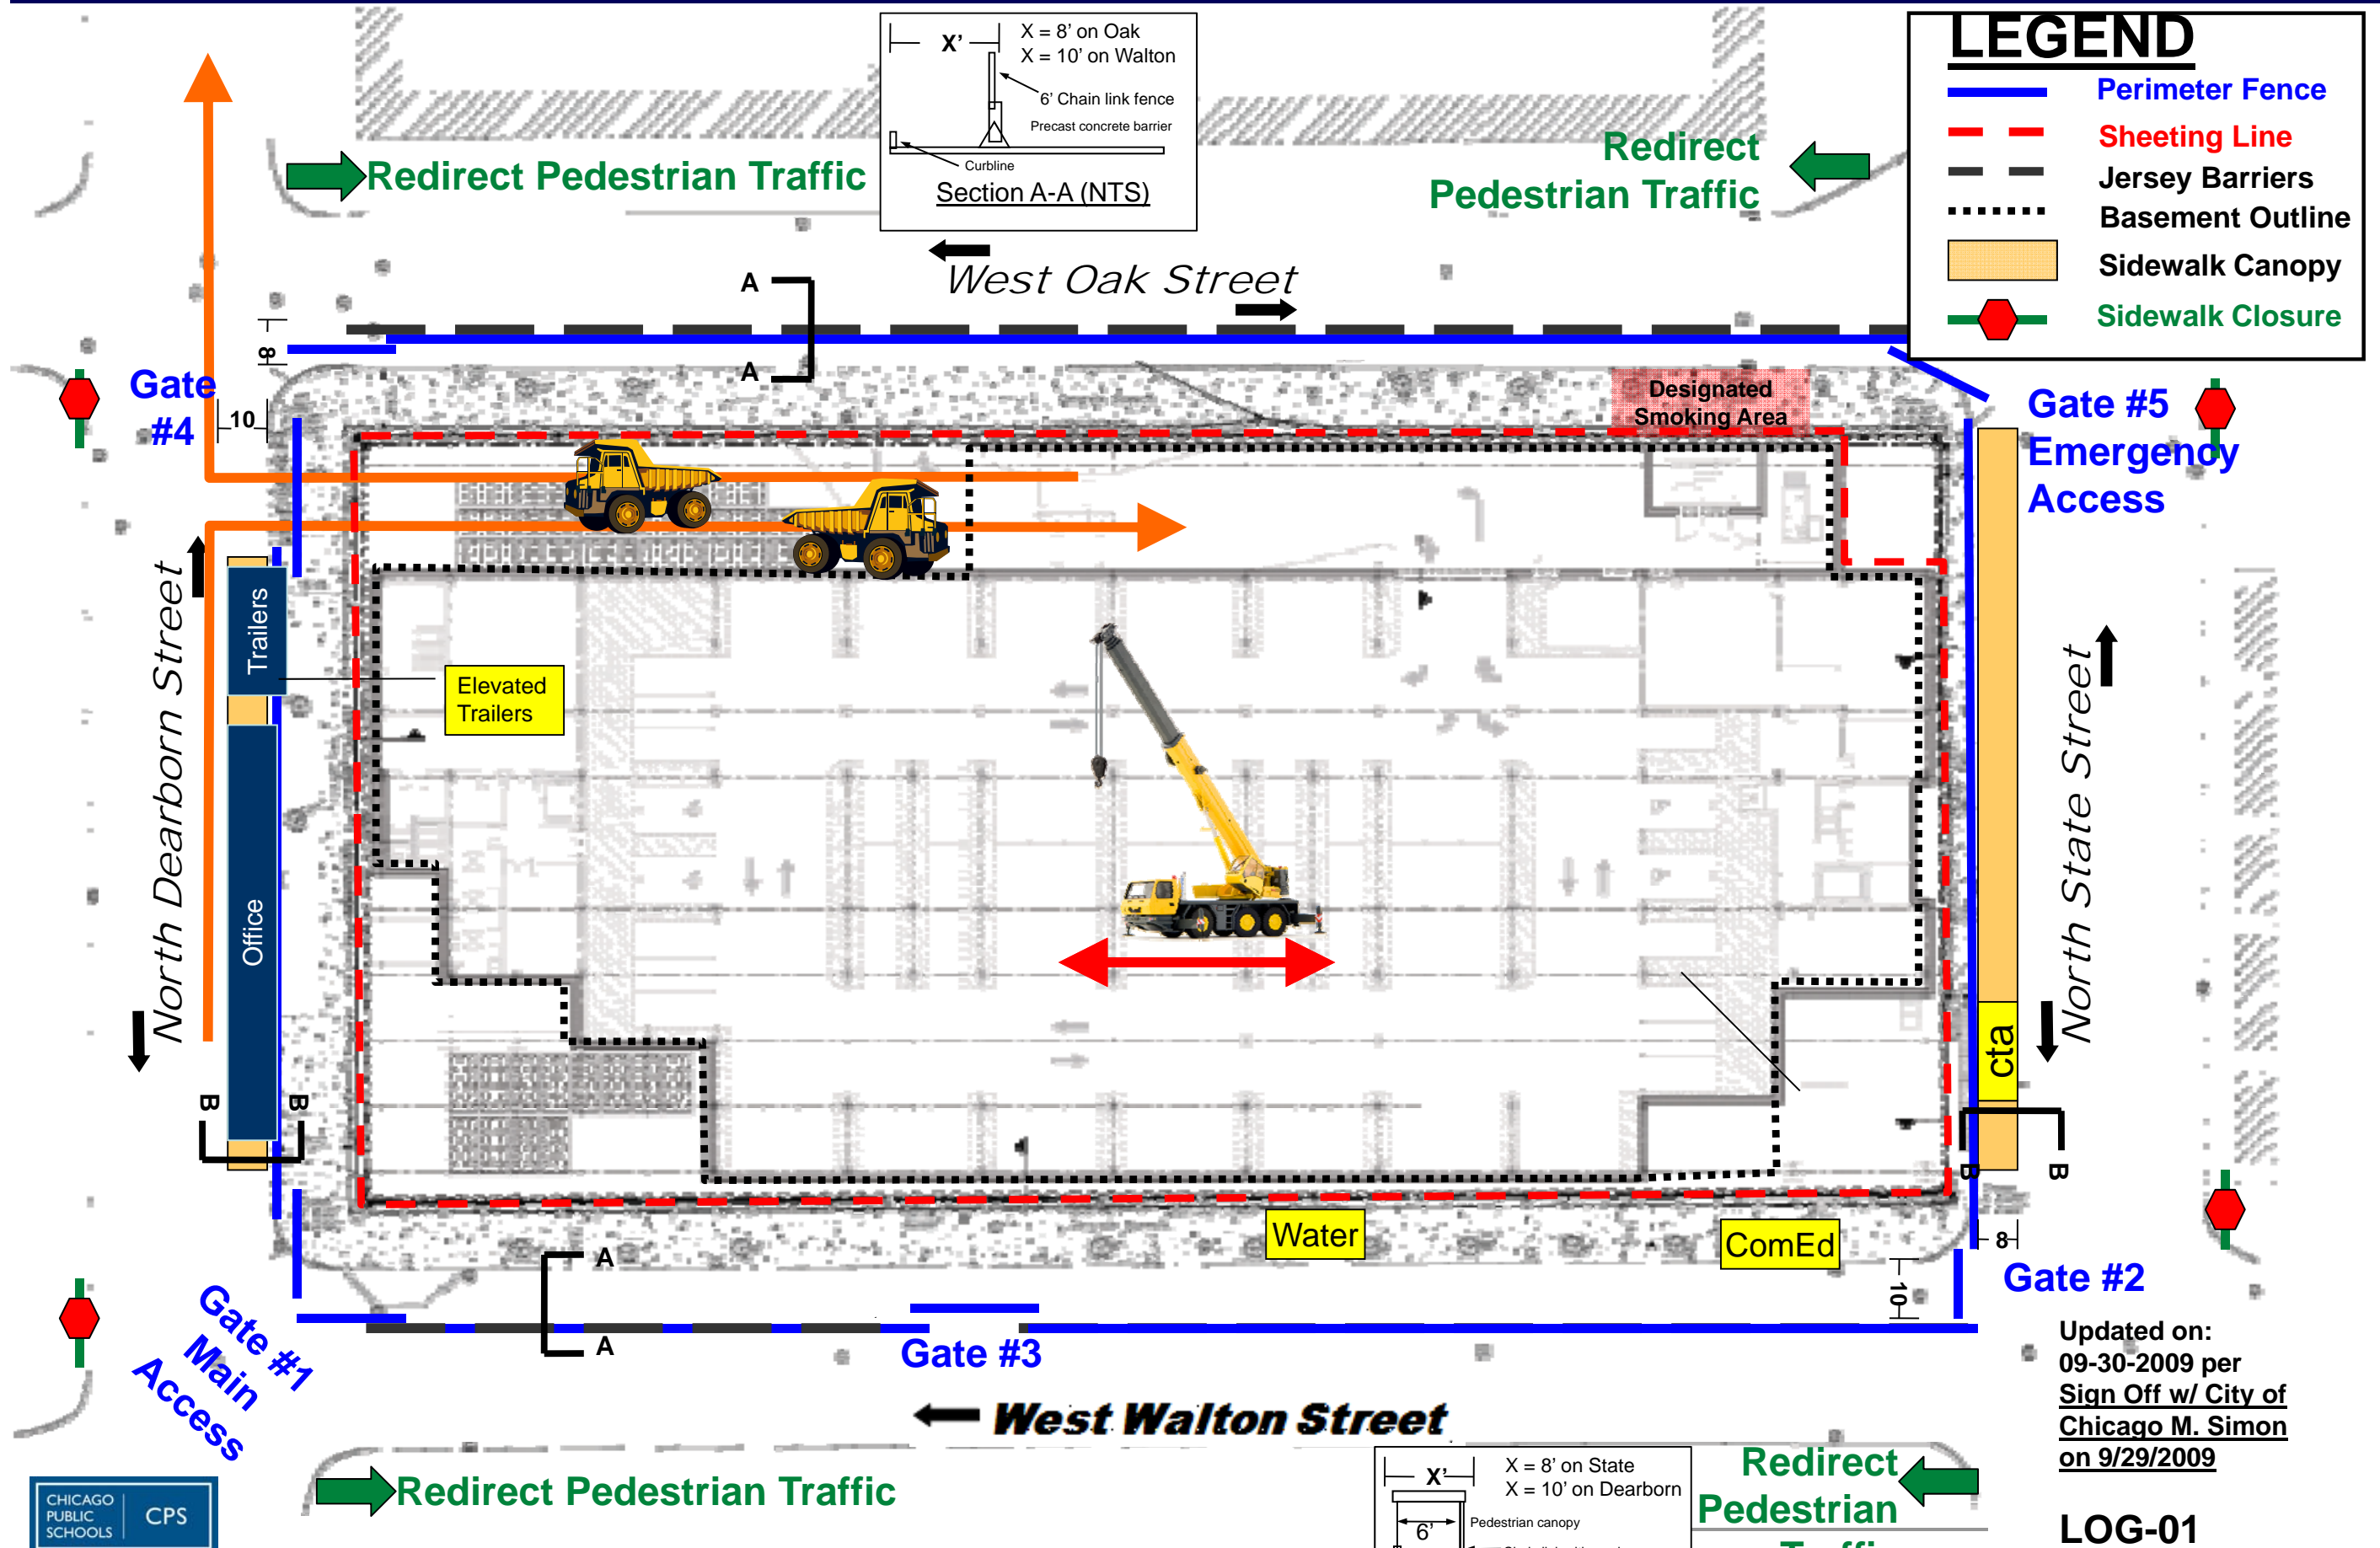 X'
X = 8' on Oak
X = 10' on Walton
6' Chain link fence
Precast concrete barrier
Curbline
Section A-A (NTS)
LEGEND
Perimeter Fence
Sheeting Line
Jersey Barriers
Basement Outline
Sidewalk Canopy
Sidewalk Closure
Redirect Pedestrian Traffic
Redirect
Pedestrian Traffic
West Oak Street
A
A
8
10
Gate
#4
Designated
Smoking Area
Gate #5
Emergency
Access
North Dearborn Street
Trailers
Elevated
Trailers
Office
North State Street
cta
B
B
B
B
Water
ComEd
8
10
A
A
Gate #1
Main
Access
Gate #3
Gate #2
West Walton Street
Updated on:
09-30-2009 per
Sign Off w/ City of
Chicago M. Simon
on 9/29/2009
LOG-01
CHICAGO
PUBLIC
SCHOOLS
CPS
Redirect Pedestrian Traffic
X'
X = 8' on State
X = 10' on Dearborn
6'
Pedestrian canopy
Redirect
Pedestrian